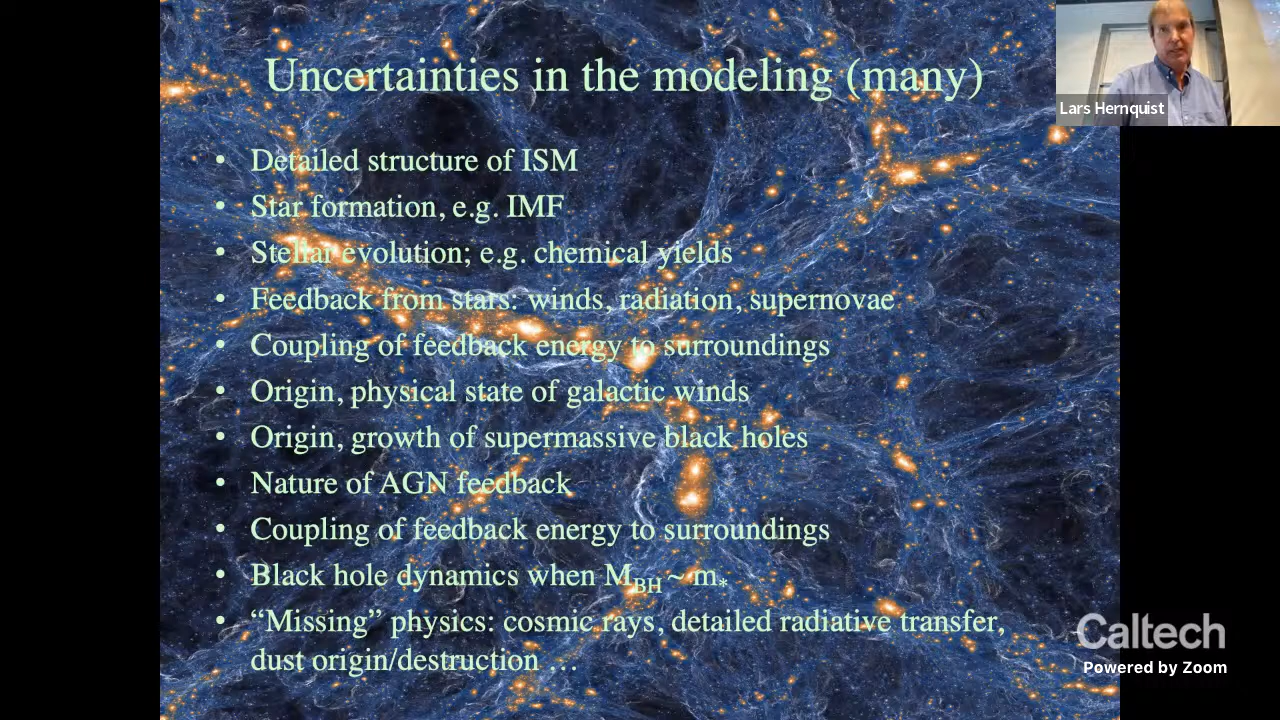 Uncertainties in the modeling (many)
Lars Hernquist
• Detailed structure of ISM
• Star formation, e.g. IMF
• Stellar evolution; e.g. chemical yields
• Feedback from stars: winds, radiation, supernovae
• Coupling of feedback energy to surroundings
• Origin, physical state of galactic winds
• Origin, growth of supermassive black holes
• Nature of AGN feedback
• Coupling of feedback energy to surroundings
• Black hole dynamics when M_BH ~ m_*
• “Missing” physics: cosmic rays, detailed radiative transfer,
dust origin/destruction …
Caltech
Powered by Zoom